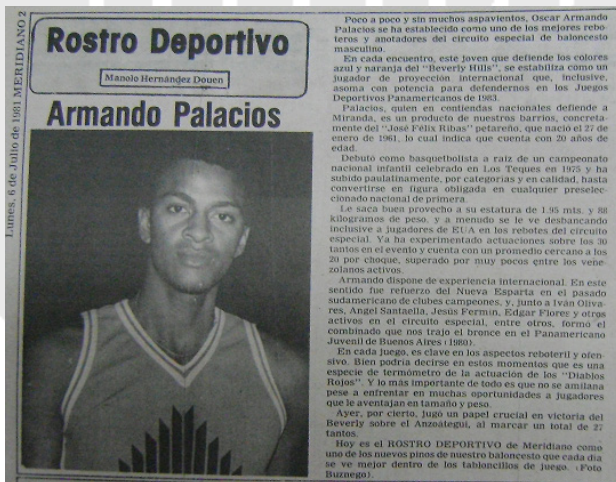 Lunes, 6 de Julio de 1981 MERIDIANO 2
Rostro Deportivo
Manolo Hernández Douen
Armando Palacios
Poco a poco y sin muchos aspavientos, Oscar Armando
Palacios se ha establecido como uno de los mejores rebo-
teros y anotadores del circuito especial de baloncesto
masculino.
En cada encuentro, este joven que defiende los colores
azul y naranja del "Beverly Hills", se estabiliza como un
jugador de proyección internacional que, inclusive,
asoma con potencia para defendernos en los Juegos
Deportivos Panamericanos de 1983.
Palacios, quien en contiendas nacionales defiende a
Miranda, es un producto de nuestros barrios, concreta-
mente del "José Félix Ribas" petareño, que nació el 27 de
enero de 1961, lo cual indica que cuenta con 20 años de
edad.
Debutó como basquetbolista a raíz de un campeonato
nacional infantil celebrado en Los Teques en 1975 y ha
subido paulatinamente, por categorías y en calidad, hasta
convertirse en figura obligada en cualquier preselec-
cionado nacional de primera.
Le saca buen provecho a su estatura de 1.95 mts. y 88
kilogramos de peso, y a menudo se le ve desbancando
inclusive a jugadores de EUA en los rebotes del circuito
especial. Ya ha experimentado actuaciones sobre los 30
tantos en el evento y cuenta con un promedio cercano a los
20 por choque, superado por muy pocos entre los vene-
zolanos activos.
Armando dispone de experiencia internacional. En este
sentido fue refuerzo del Nueva Esparta en el pasado
sudamericano de clubes campeones, y, junto a Iván Oliva-
res, Angel Santaella, Jesús Fermín, Edgar Flores y otros
activos en el circuito especial, entre otros, formó el
combinado que nos trajo el bronce en el Panamericano
Juvenil de Buenos Aires (1980).
En cada juego, es clave en los aspectos reboteril y ofen-
sivo. Bien podría decirse en estos momentos que es una
especie de termómetro de la actuación de los "Diablos
Rojos". Y lo más importante de todo es que no se amilana
pese a enfrentar en muchas oportunidades a jugadores
que le aventajan en tamaño y peso.
Ayer, por cierto, jugó un papel crucial en victoria del
Beverly sobre el Anzoátegui, al marcar un total de 27
tantos.
Hoy es el ROSTRO DEPORTIVO de Meridiano como
uno de los nuevos pinos de nuestro baloncesto que cada día
se ve mejor dentro de los tabloncillos de juego. (Foto
Buznego).